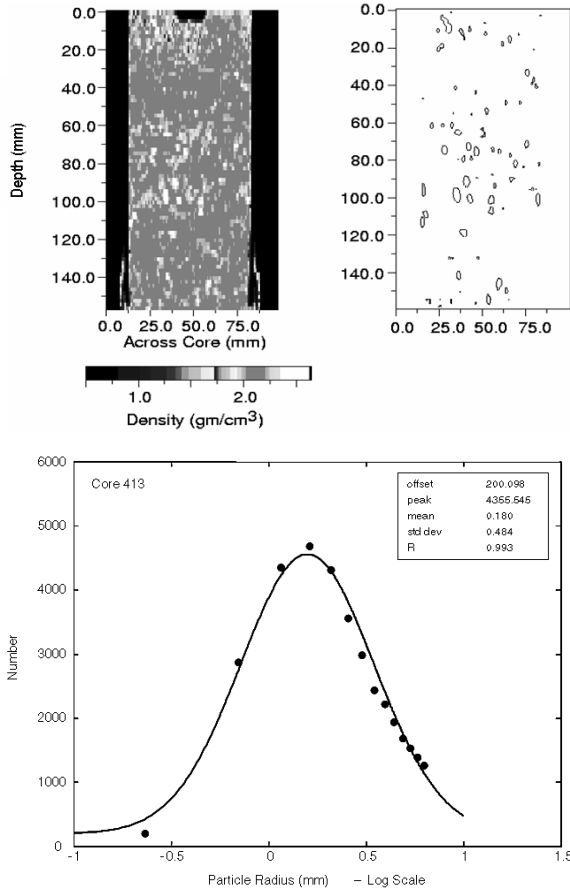 0.0
20.0
40.0
60.0
80.0
100.0
120.0
140.0
Depth (mm)
0.0 25.0 50.0 75.0
Across Core (mm)
1.0 2.0
Density (gm/cm³)
0.0
20.0
40.0
60.0
80.0
100.0
120.0
140.0
0.0 25.0 50.0 75.0
Core 413
offset 200.098
peak 4355.545
mean 0.180
std dev 0.484
R 0.993
6000
5000
4000
3000
2000
1000
0
Number
-1 -0.5 0 0.5 1 1.5
Particle Radius (mm) – Log Scale